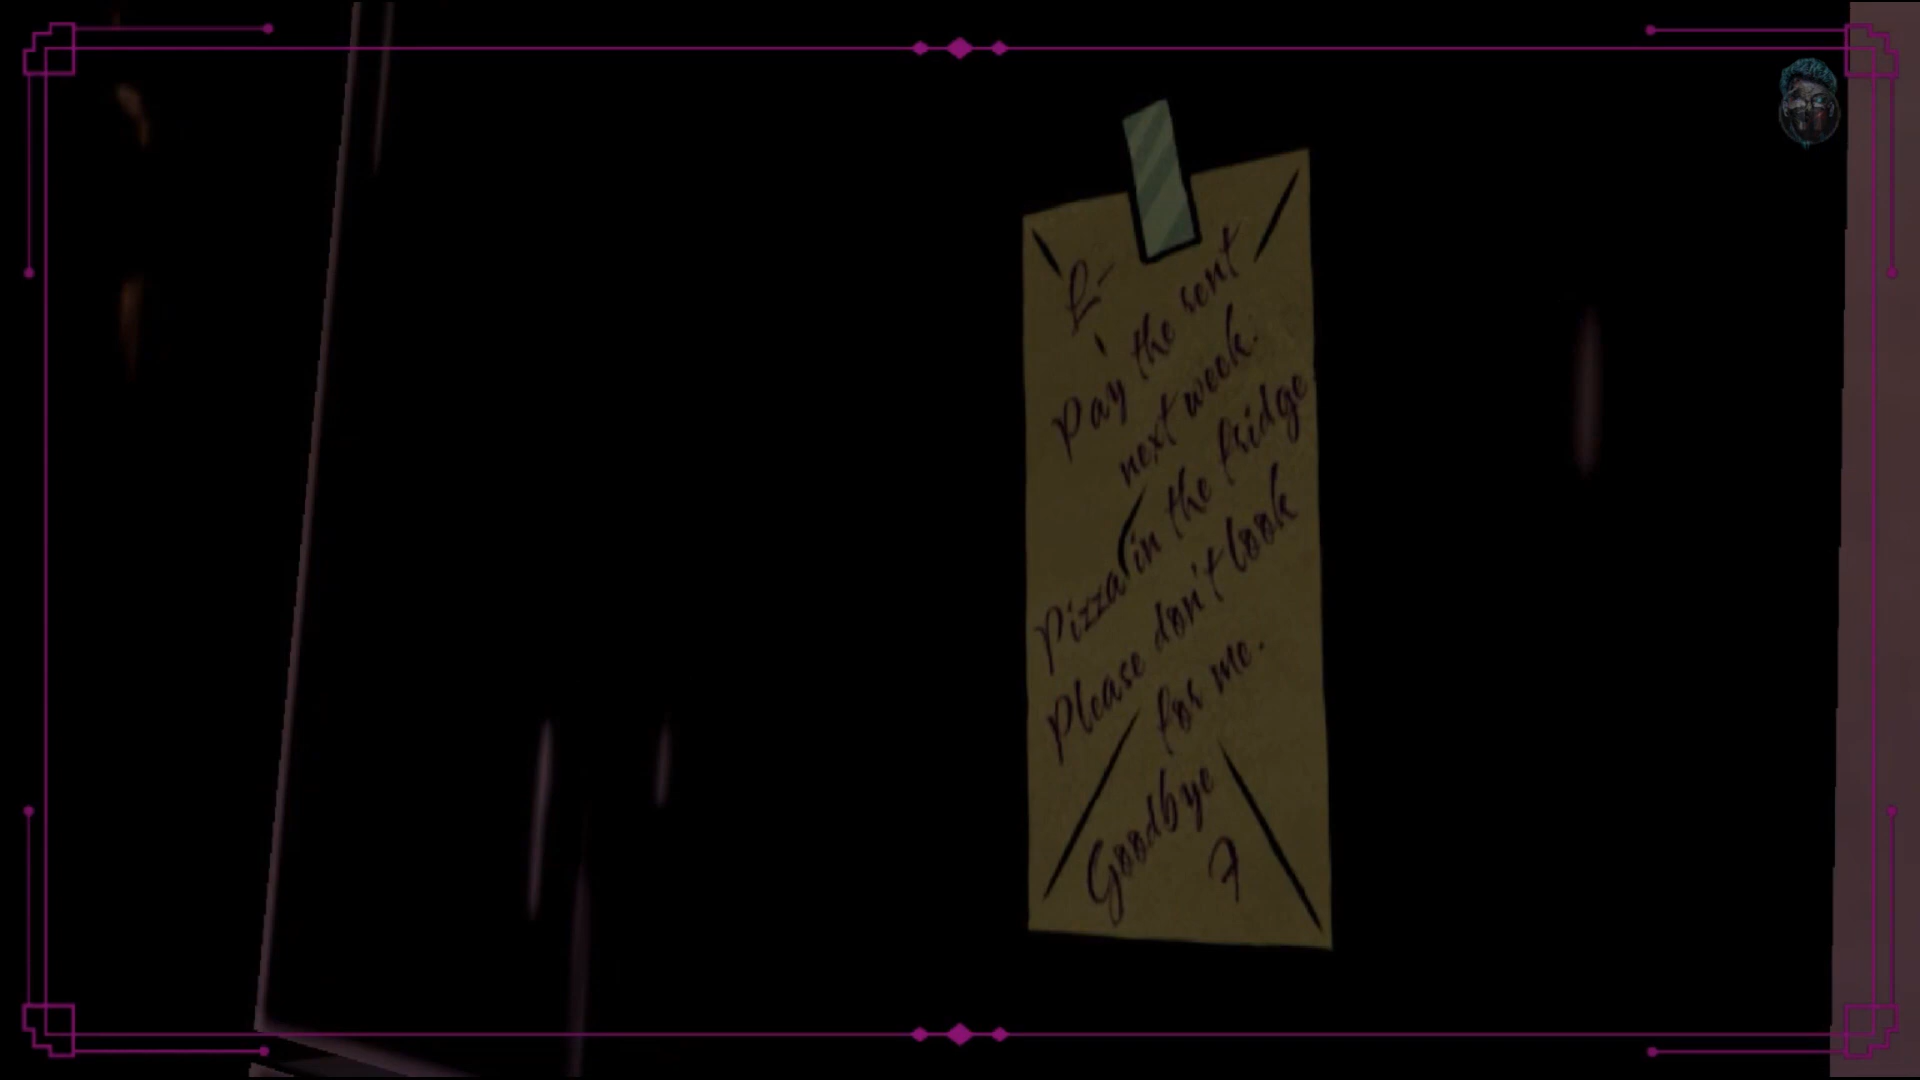 E-
Pay the rent
next week.
Pizza in the fridge
Please don't look
for me.
Goodbye